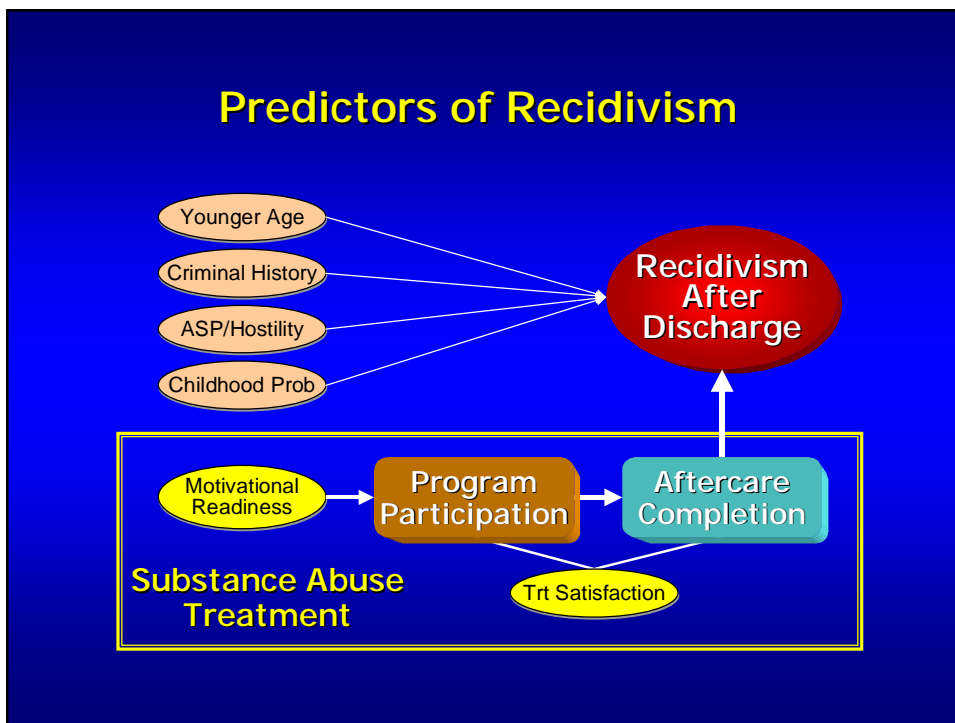 Predictors of Recidivism
Younger Age
Criminal History
ASP/Hostility
Childhood Prob
Recidivism
After
Discharge
Motivational
Readiness
Program
Participation
Aftercare
Completion
Substance Abuse
Treatment
Trt Satisfaction